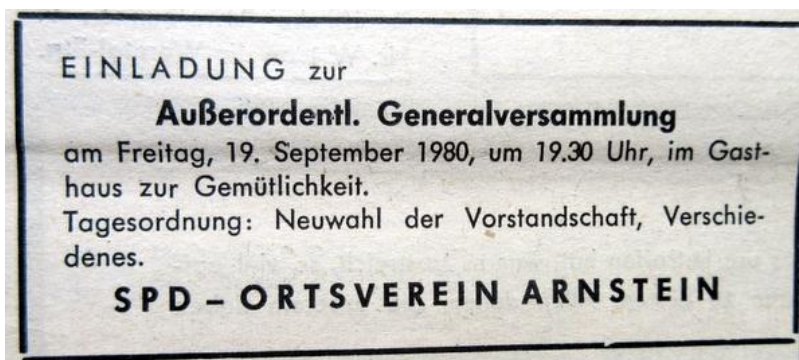 EINLADUNG zur
Außerordentl. Generalversammlung
am Freitag, 19. September 1980, um 19.30 Uhr, im Gast-
haus zur Gemütlichkeit.
Tagesordnung: Neuwahl der Vorstandschaft, Verschie-
denes.
SPD – ORTSVEREIN ARNSTEIN